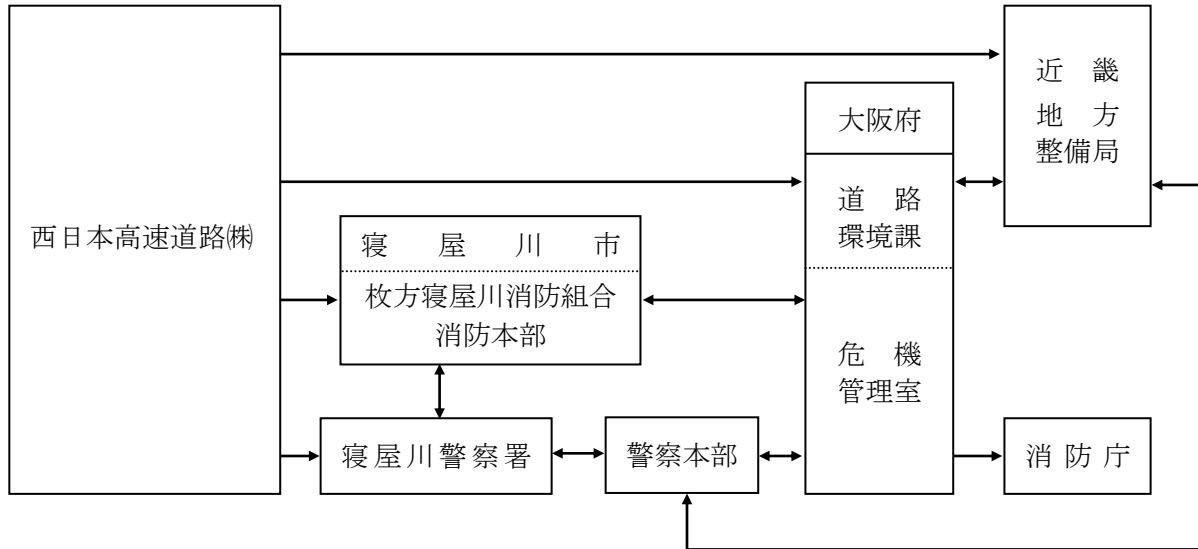 西日本高速道路㈱
近畿
地方
整備局
大阪府
道路
環境課
危機
管理室
寝屋川市
枚方寝屋川消防組合
消防本部
寝屋川警察署
警察本部
消防庁